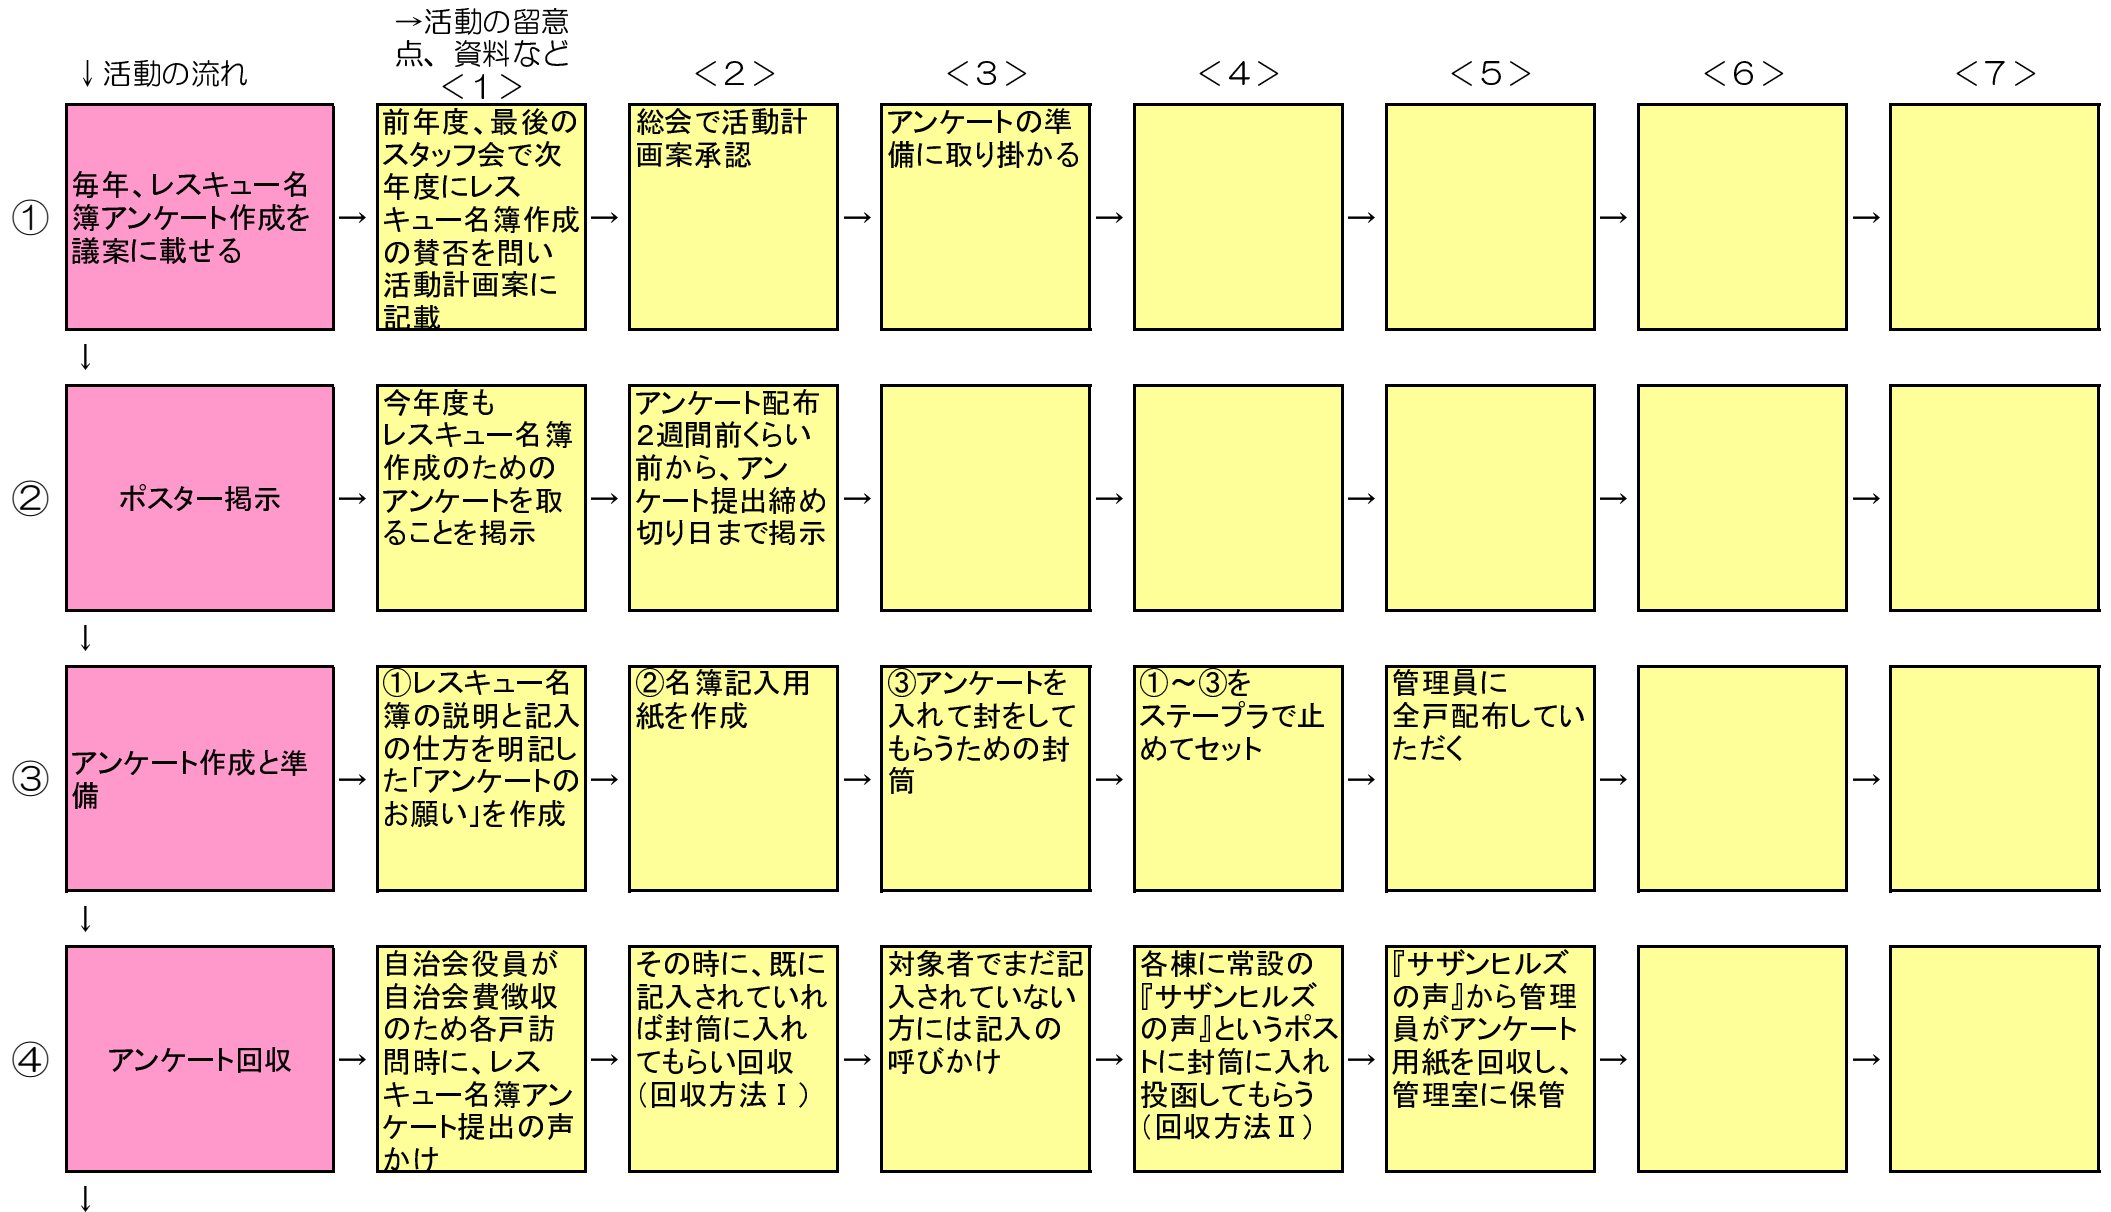 ↓活動の流れ
→活動の留意
点、資料など
＜１＞
＜２＞
＜３＞
＜４＞
＜５＞
＜６＞
＜７＞
①
毎年、レスキュー名
簿アンケート作成を
議案に載せる
→
前年度、最後の
スタッフ会で次
年度にレス
キュー名簿作成
の賛否を問い
活動計画案に
記載
→
総会で活動計
画案承認
→
アンケートの準
備に取り掛かる
→
→
→
→
↓
②
ポスター掲示
→
今年度も
レスキュー名簿
作成のための
アンケートを取
ることを掲示
→
アンケート配布
２週間前くらい
前から、アン
ケート提出締め
切り日まで掲示
→
→
→
→
→
↓
③
アンケート作成と準
備
→
①レスキュー名
簿の説明と記入
の仕方を明記し
た「アンケートの
お願い」を作成
→
②名簿記入用
紙を作成
→
③アンケートを
入れて封をして
もらうための封
筒
→
①～③を
ステープラで止
めてセット
→
管理員に
全戸配布してい
ただく
→
→
↓
④
アンケート回収
→
自治会役員が
自治会費徴収
のため各戸訪
問時に、レス
キュー名簿アン
ケート提出の声
かけ
→
その時に、既に
記入されていれ
ば封筒に入れ
てもらい回収
（回収方法Ⅰ）
→
対象者でまだ記
入されていない
方には記入の
呼びかけ
→
各棟に常設の
『サザンヒルズ
の声』というポス
トに封筒に入れ
投函してもらう
（回収方法Ⅱ）
→
『サザンヒルズ
の声』から管理
員がアンケート
用紙を回収し、
管理室に保管
→
→
↓